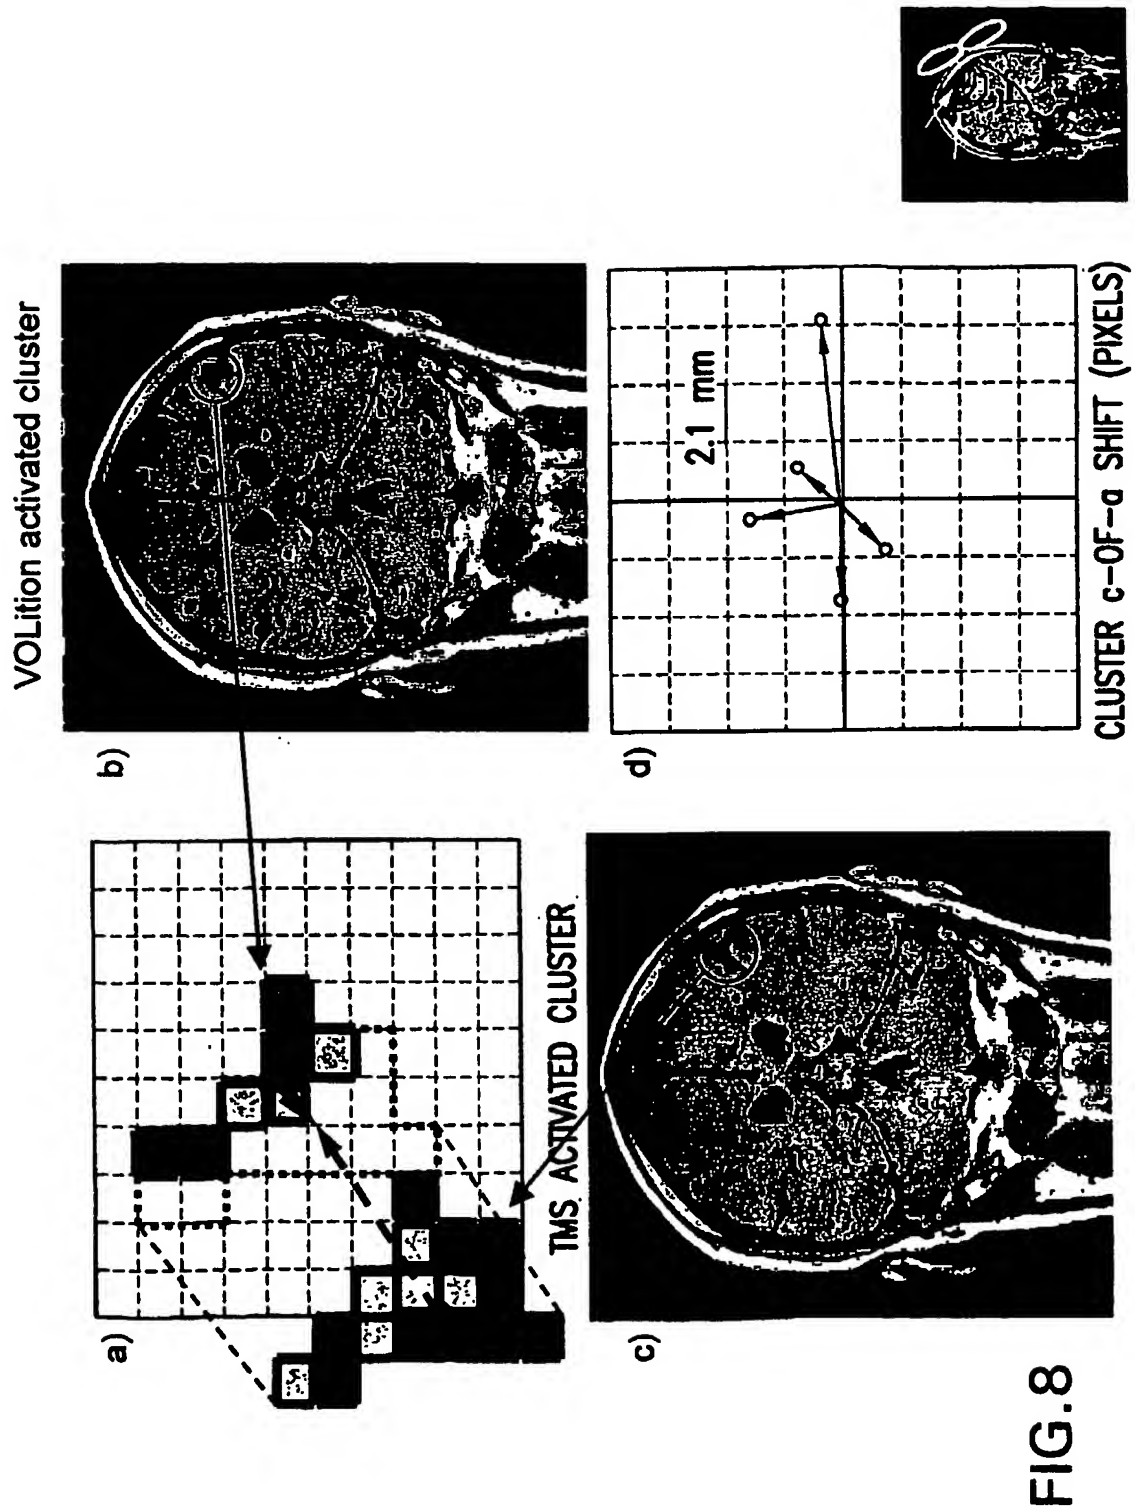 VOLition activated cluster
a)
b)
TMS ACTIVATED CLUSTER
c)
d)
2.1 mm
CLUSTER c-OF-a SHIFT (PIXELS)
FIG.8